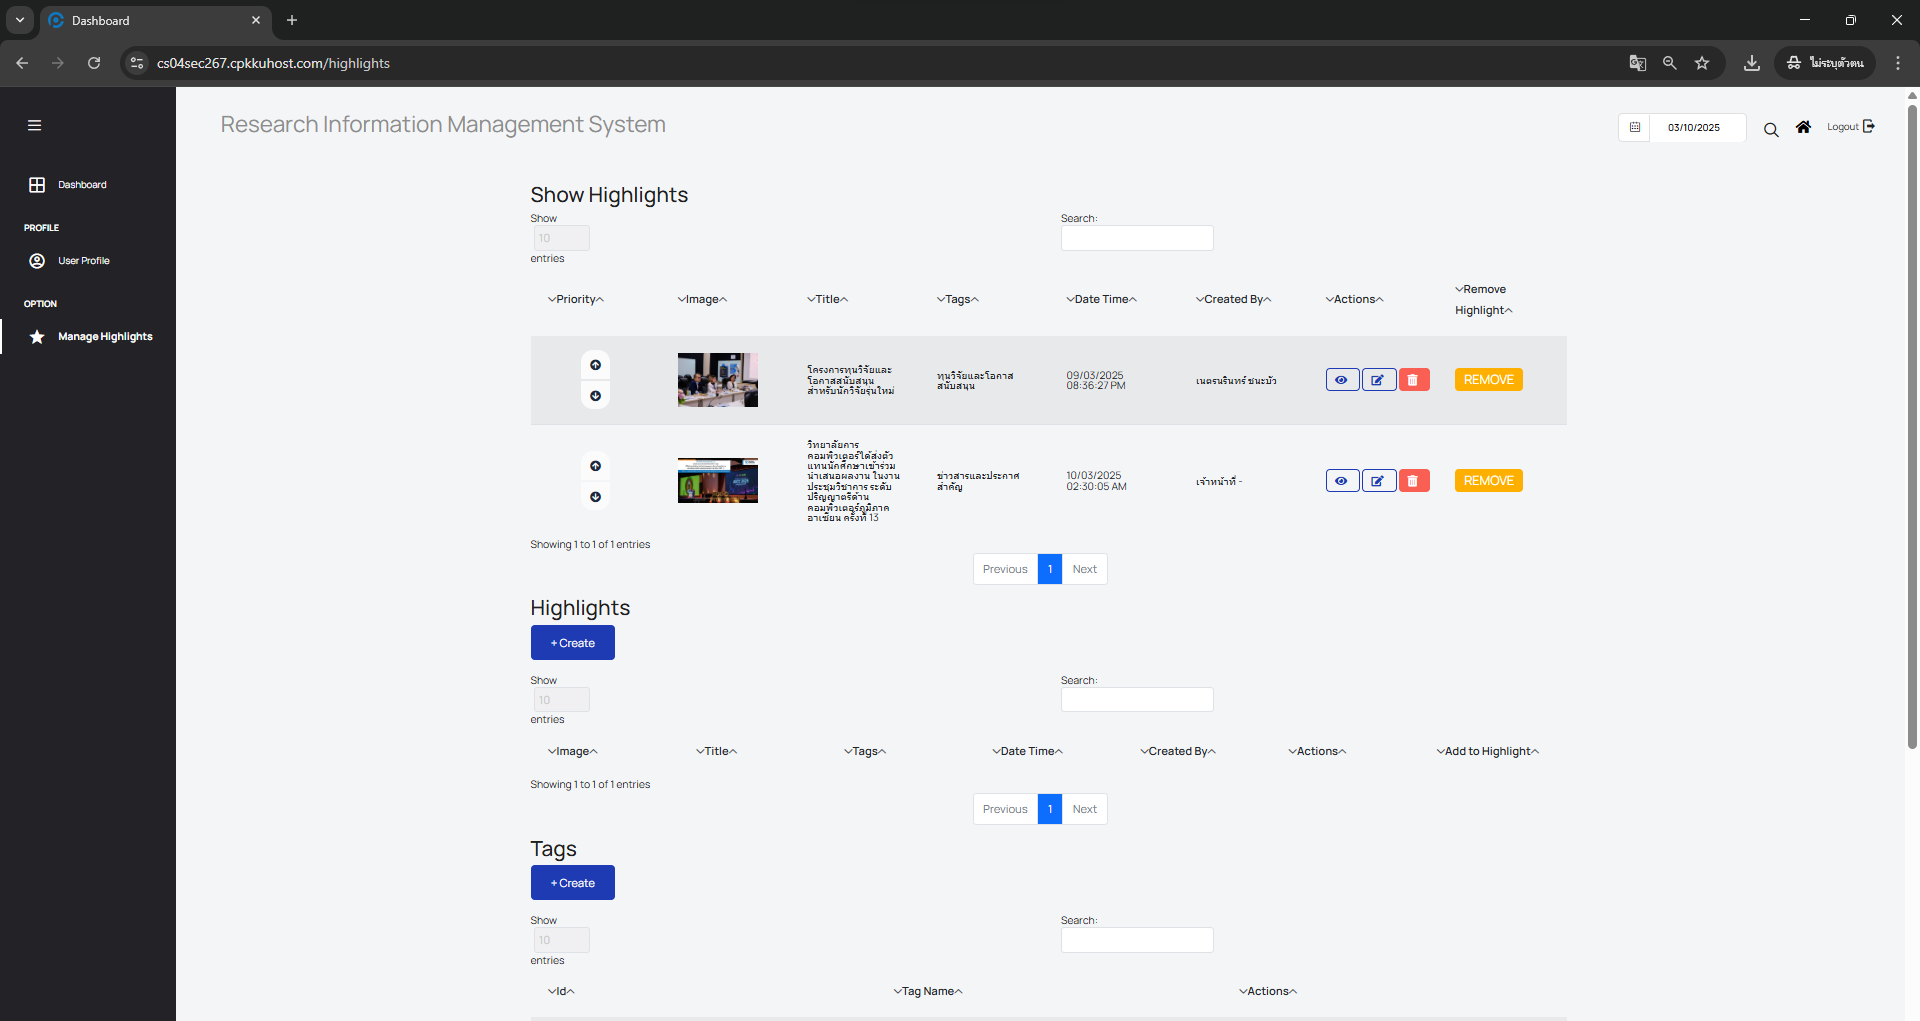 Dashboard
cs04sec267.cpkkuhost.com/highlights
ไม่ระบุตัวตน
Research Information Management System
03/10/2025
Logout
Dashboard
PROFILE
User Profile
OPTION
Manage Highlights
Show Highlights
Show
10
entries
Search:
Priority
Image
Title
Tags
Date Time
Created By
Actions
Remove
Highlight
โครงการทุนวิจัยและ
โอกาสสนับสนุน
สำหรับนักวิจัยรุ่นใหม่
ทุนวิจัยและโอกาส
สนับสนุน
09/03/2025
08:36:27 PM
เนตรนรินทร์ ชนะบัว
REMOVE
วิทยาลัยการ
คอมพิวเตอร์ได้ส่งตัว
แทนนักศึกษาเข้าร่วม
นำเสนอผลงาน ในงาน
ประชุมวิชาการ ระดับ
ปริญญาตรีด้าน
คอมพิวเตอร์ภูมิภาค
อาเซียน ครั้งที่ 13
ข่าวสารและประกาศ
สำคัญ
10/03/2025
02:30:05 AM
เจ้าหน้าที่ -
REMOVE
Showing 1 to 1 of 1 entries
Previous 1 Next
Highlights
+ Create
Show
10
entries
Search:
Image
Title
Tags
Date Time
Created By
Actions
Add to Highlight
Showing 1 to 1 of 1 entries
Previous 1 Next
Tags
+ Create
Show
10
entries
Search:
Id
Tag Name
Actions